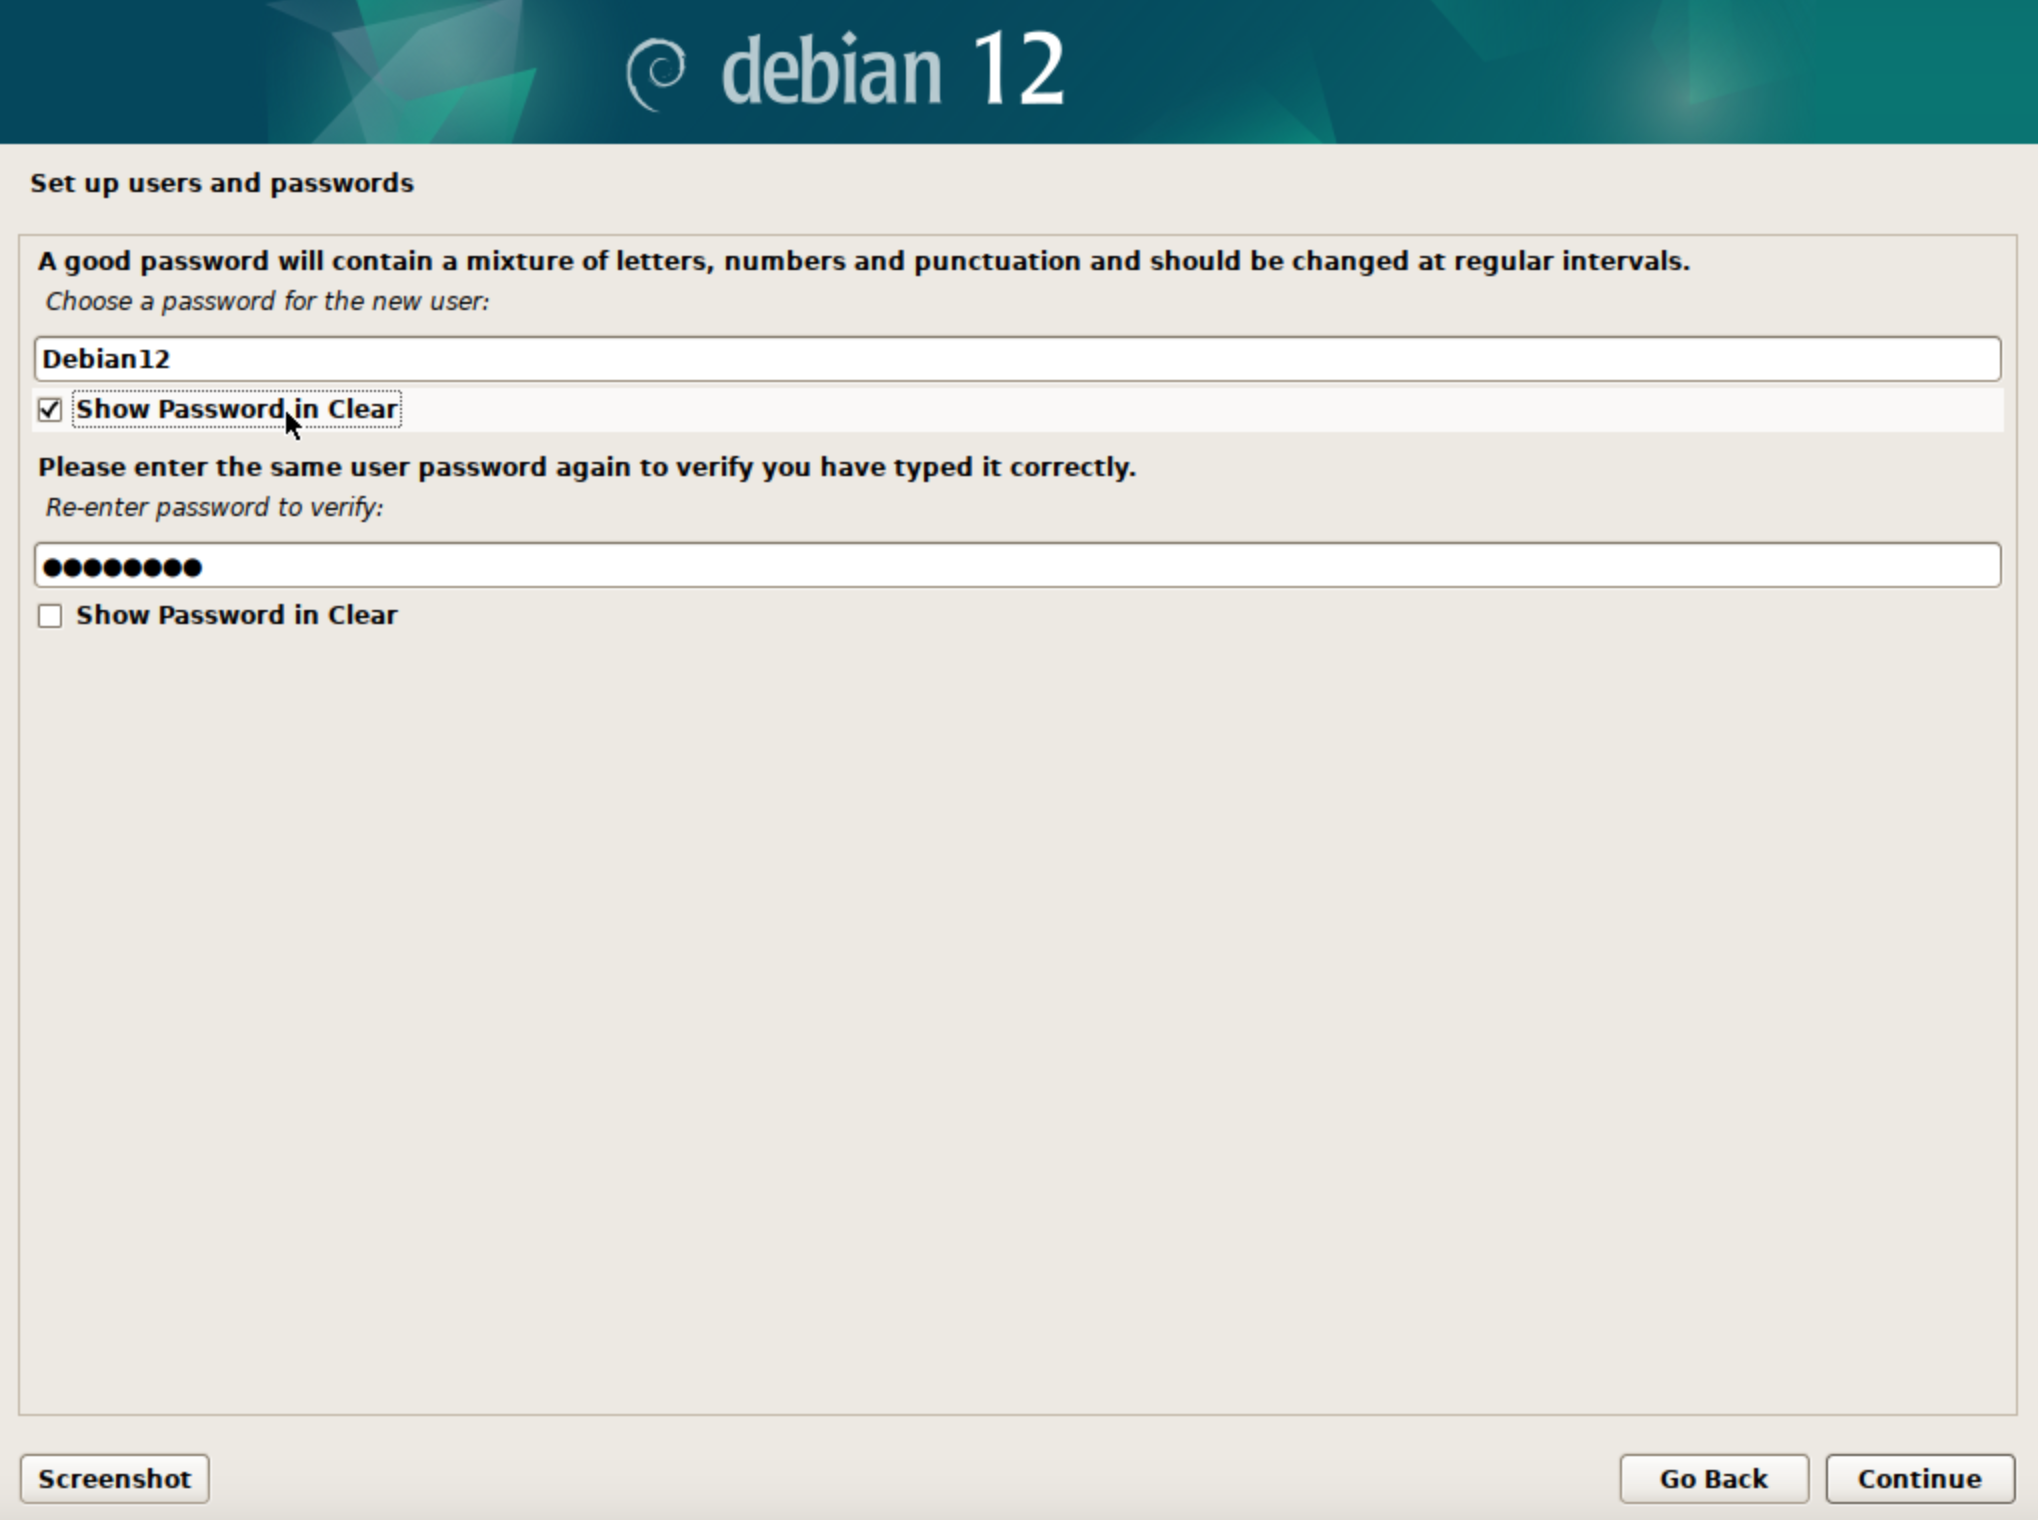 debian 12
Set up users and passwords
A good password will contain a mixture of letters, numbers and punctuation and should be changed at regular intervals.
Choose a password for the new user:
Debian12
Show Password in Clear
Please enter the same user password again to verify you have typed it correctly.
Re-enter password to verify:
●●●●●●●●
Show Password in Clear
Screenshot
Go Back
Continue